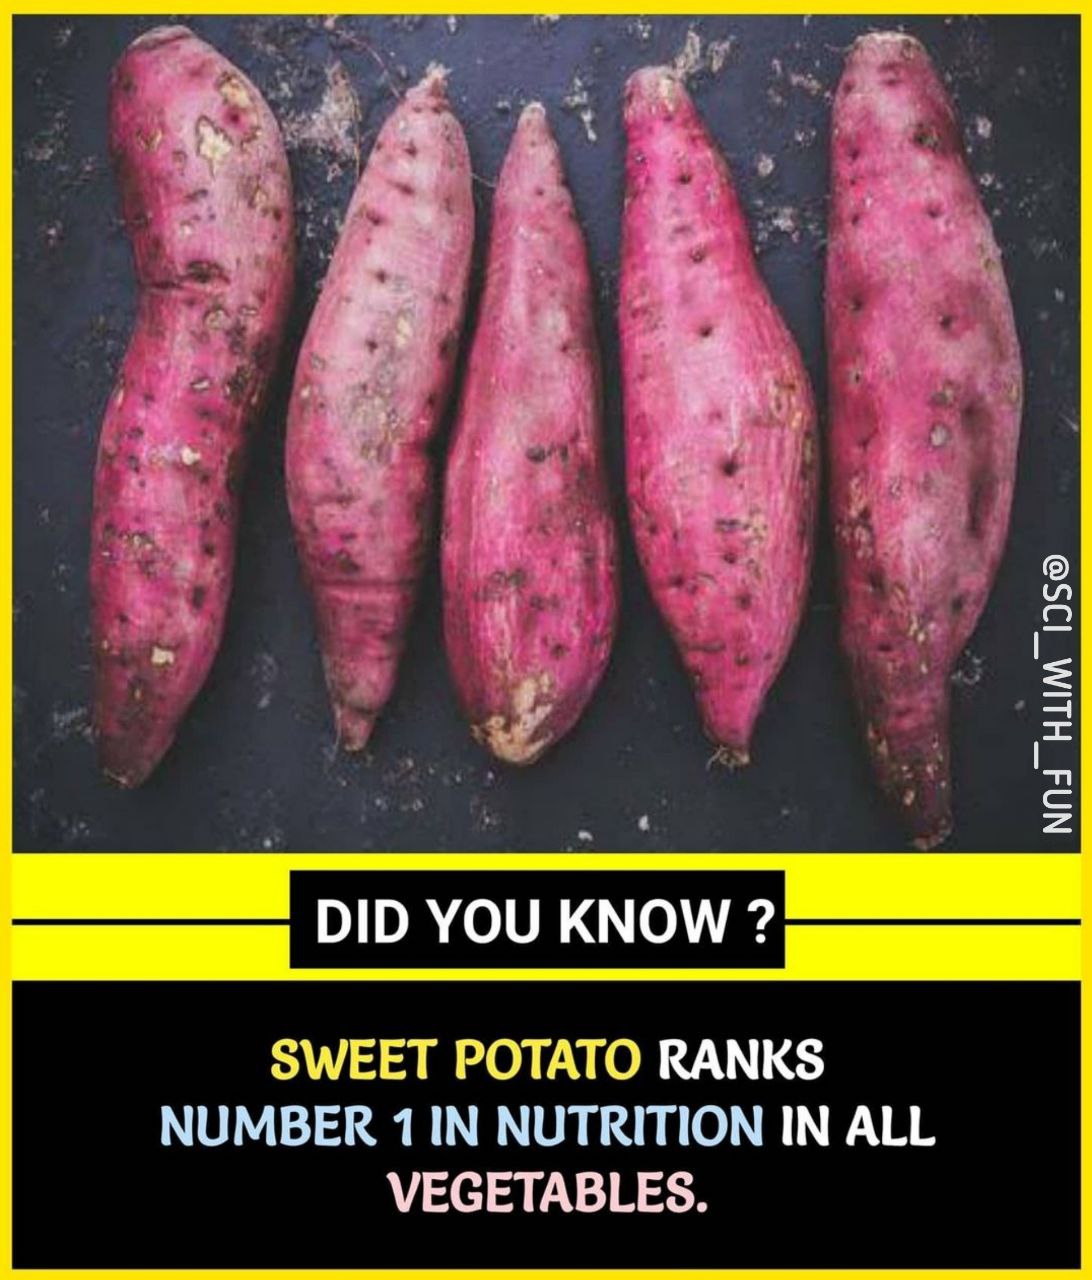 @SCI_WITH_FUN
DID YOU KNOW ?
SWEET POTATO RANKS
NUMBER 1 IN NUTRITION IN ALL
VEGETABLES.